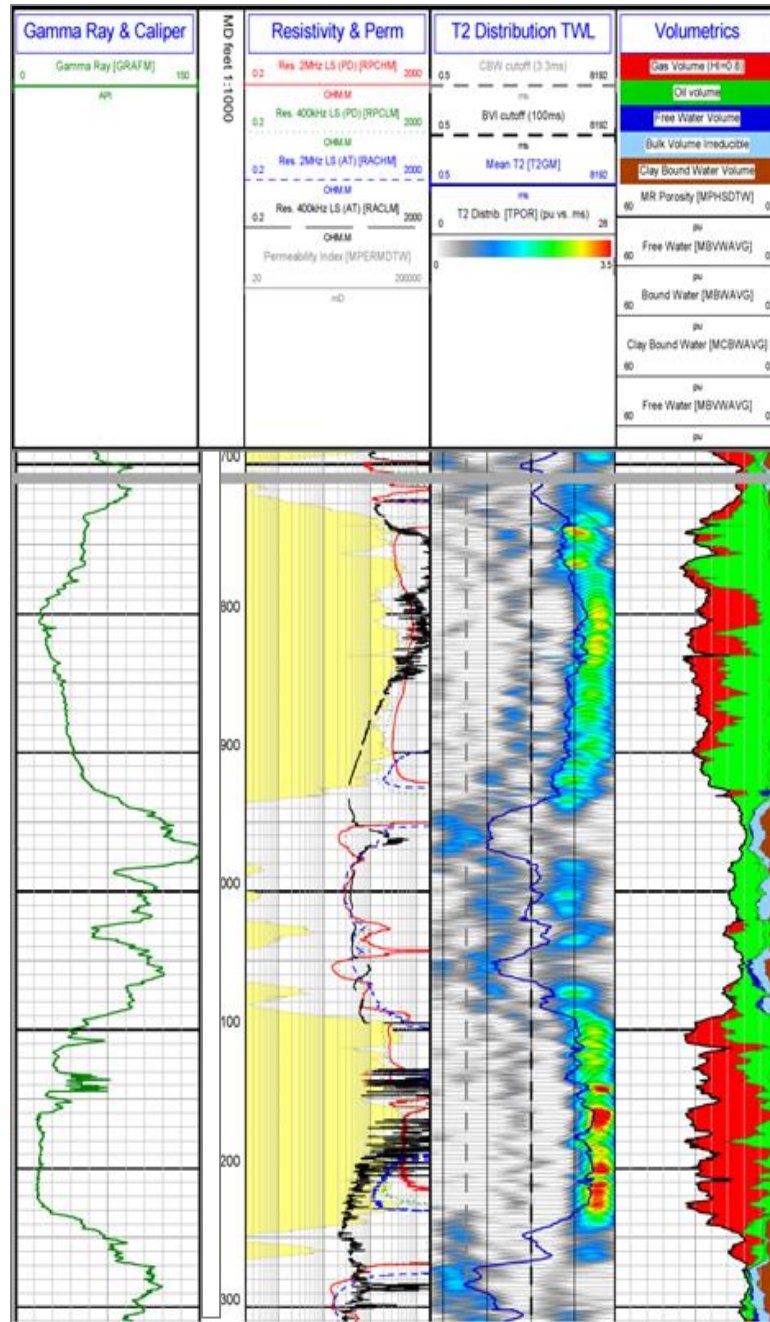 Gamma Ray & Caliper
0 Gamma Ray [GRAFM] 150
API
MD feet 1:1000
Resistivity & Perm
Res. 2MHz LS (PD) [RPCHM]
0.2 2000
OHM.M
Res. 400kHz LS (PD) [RPCLM]
0.2 2000
OHM.M
Res. 2MHz LS (AT) [RACHM]
0.2 2000
OHM.M
Res. 400kHz LS (AT) [RACLM]
0.2 2000
OHM.M
Permeability Index [MPERMDTW]
20 200000
mD
T2 Distribution TWL
CBW cutoff (3.3ms)
0.5 8192
ms
BVI cutoff (100ms)
0.5 8192
ms
Mean T2 [T2GM]
0.5 8192
ms
T2 Distrib. [TPOR] (pu vs. ms)
0 28
0 3.5
Volumetrics
Gas Volume (HI=0.8)
Oil volume
Free Water Volume
Bulk Volume Irreducible
Clay Bound Water Volume
MR Porosity [MPHSDTW]
60 0
pu
Free Water [MBVWAVG]
60 0
pu
Bound Water [MBWAVG]
60 0
pu
Clay Bound Water [MCBWAVG]
60 0
pu
Free Water [MBVWAVG]
60 0
pu
700
800
900
000
100
200
300